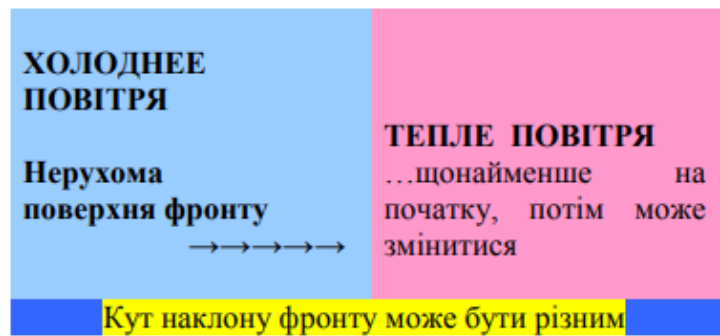 ХОЛОДНЕЕ
ПОВІТРЯ
Нерухома
поверхня фронту
→→→→→
ТЕПЛЕ ПОВІТРЯ
…щонайменше на
початку, потім може
змінитися
Кут наклону фронту може бути різним